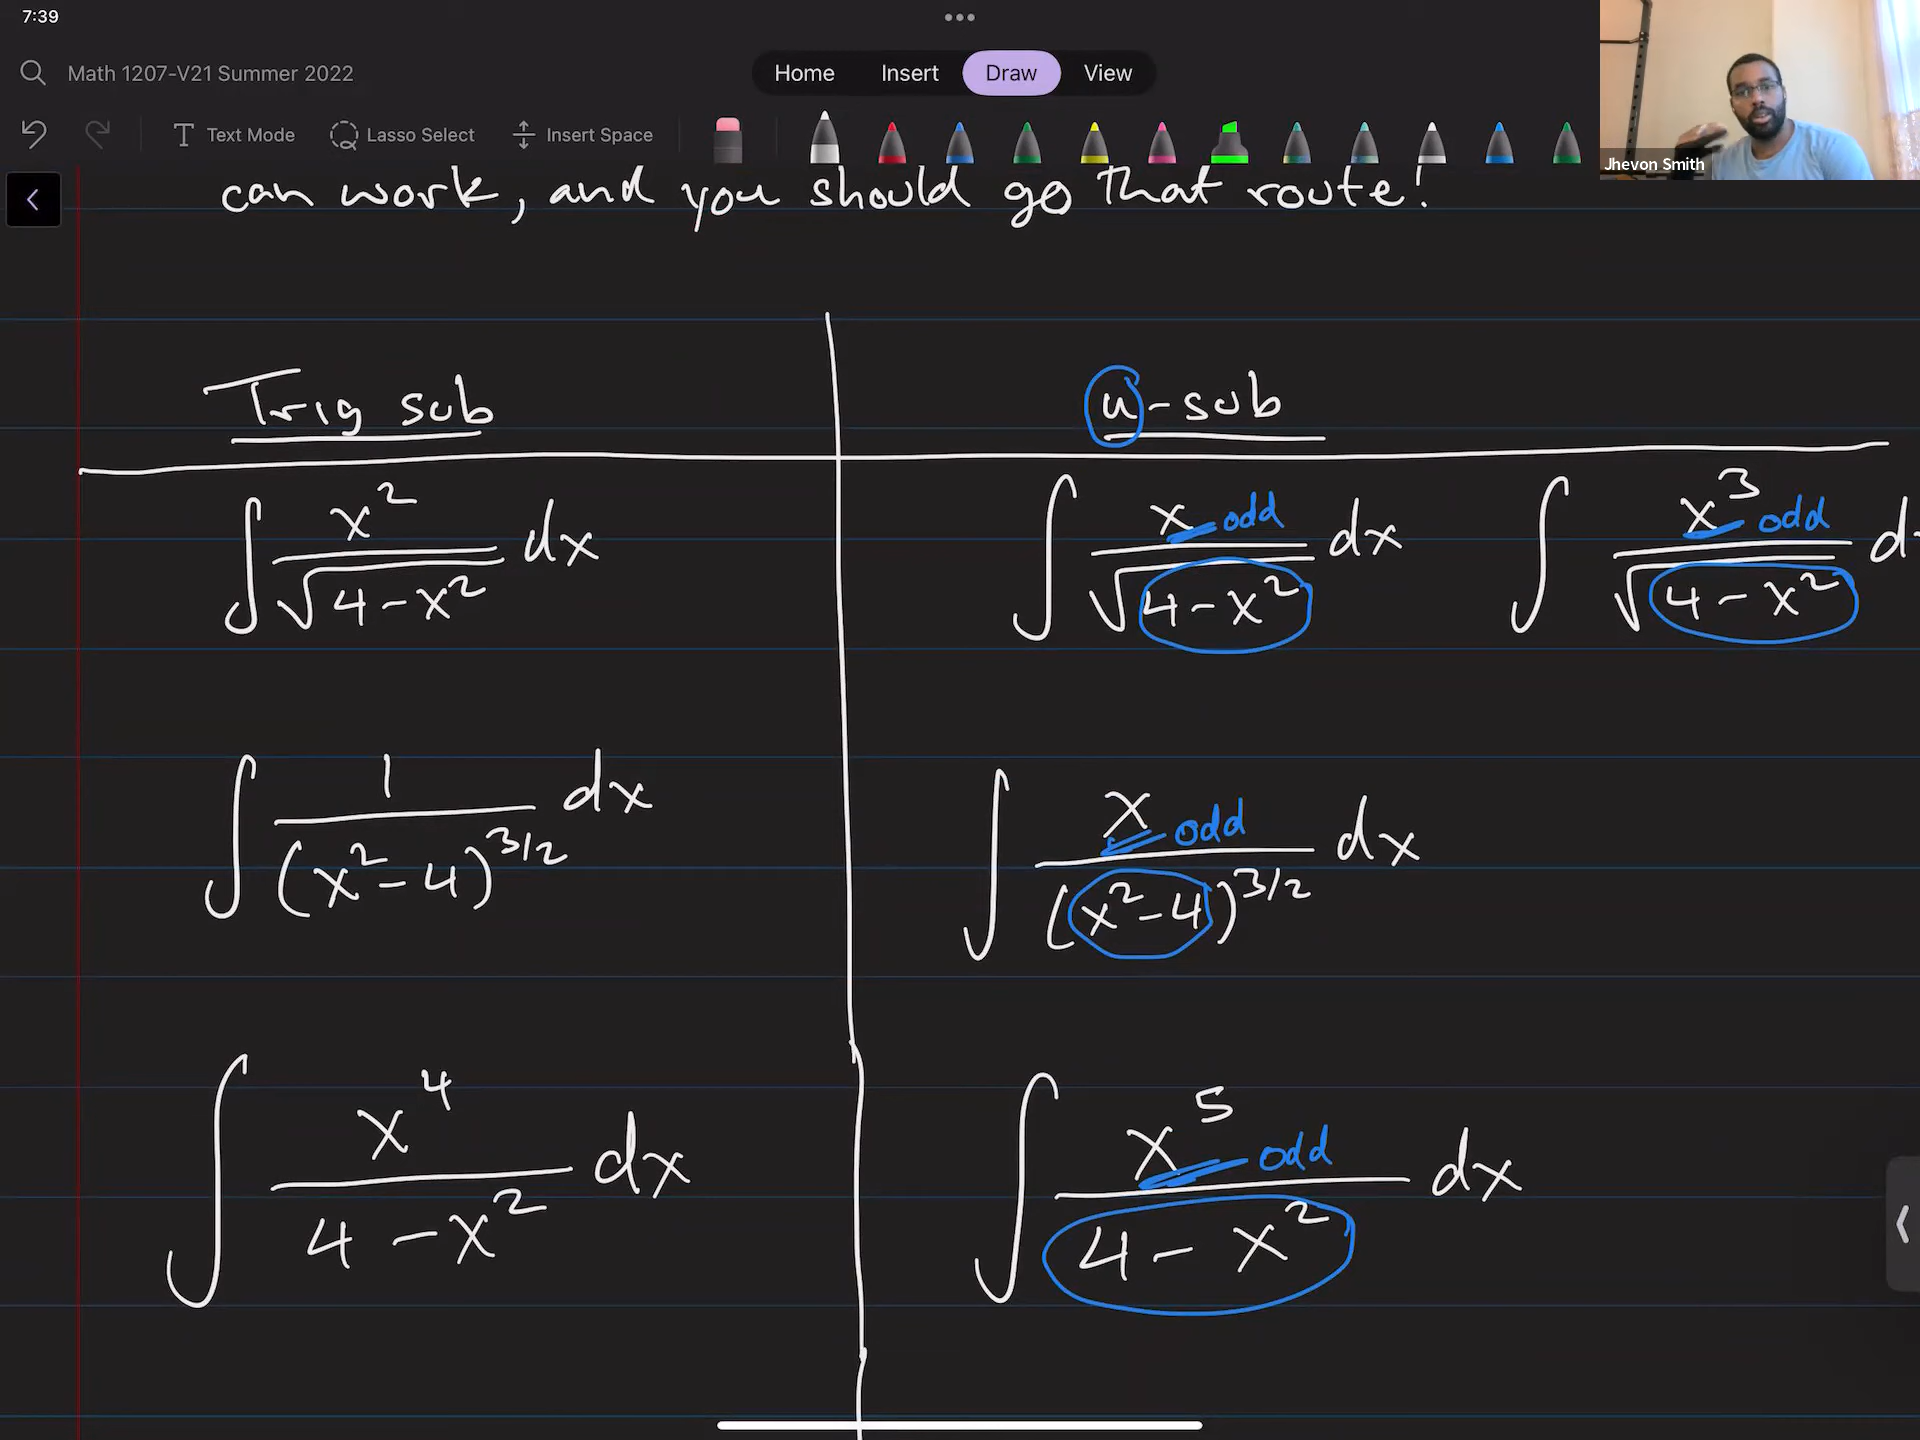 7:39
Math 1207-V21 Summer 2022
Home Insert Draw View
Text Mode Lasso Select Insert Space
Jhevon Smith
can work, and you should go that route!
Trig sub
u-sub
∫ x² / √(4-x²) dx
∫ x odd / √(4-x²) dx
∫ x³ odd / √(4-x²) d
∫ 1 / (x²-4)^3/2 dx
∫ x odd / (x²-4)^3/2 dx
∫ x⁴ / (4-x²) dx
∫ x⁵ odd / (4-x²) dx